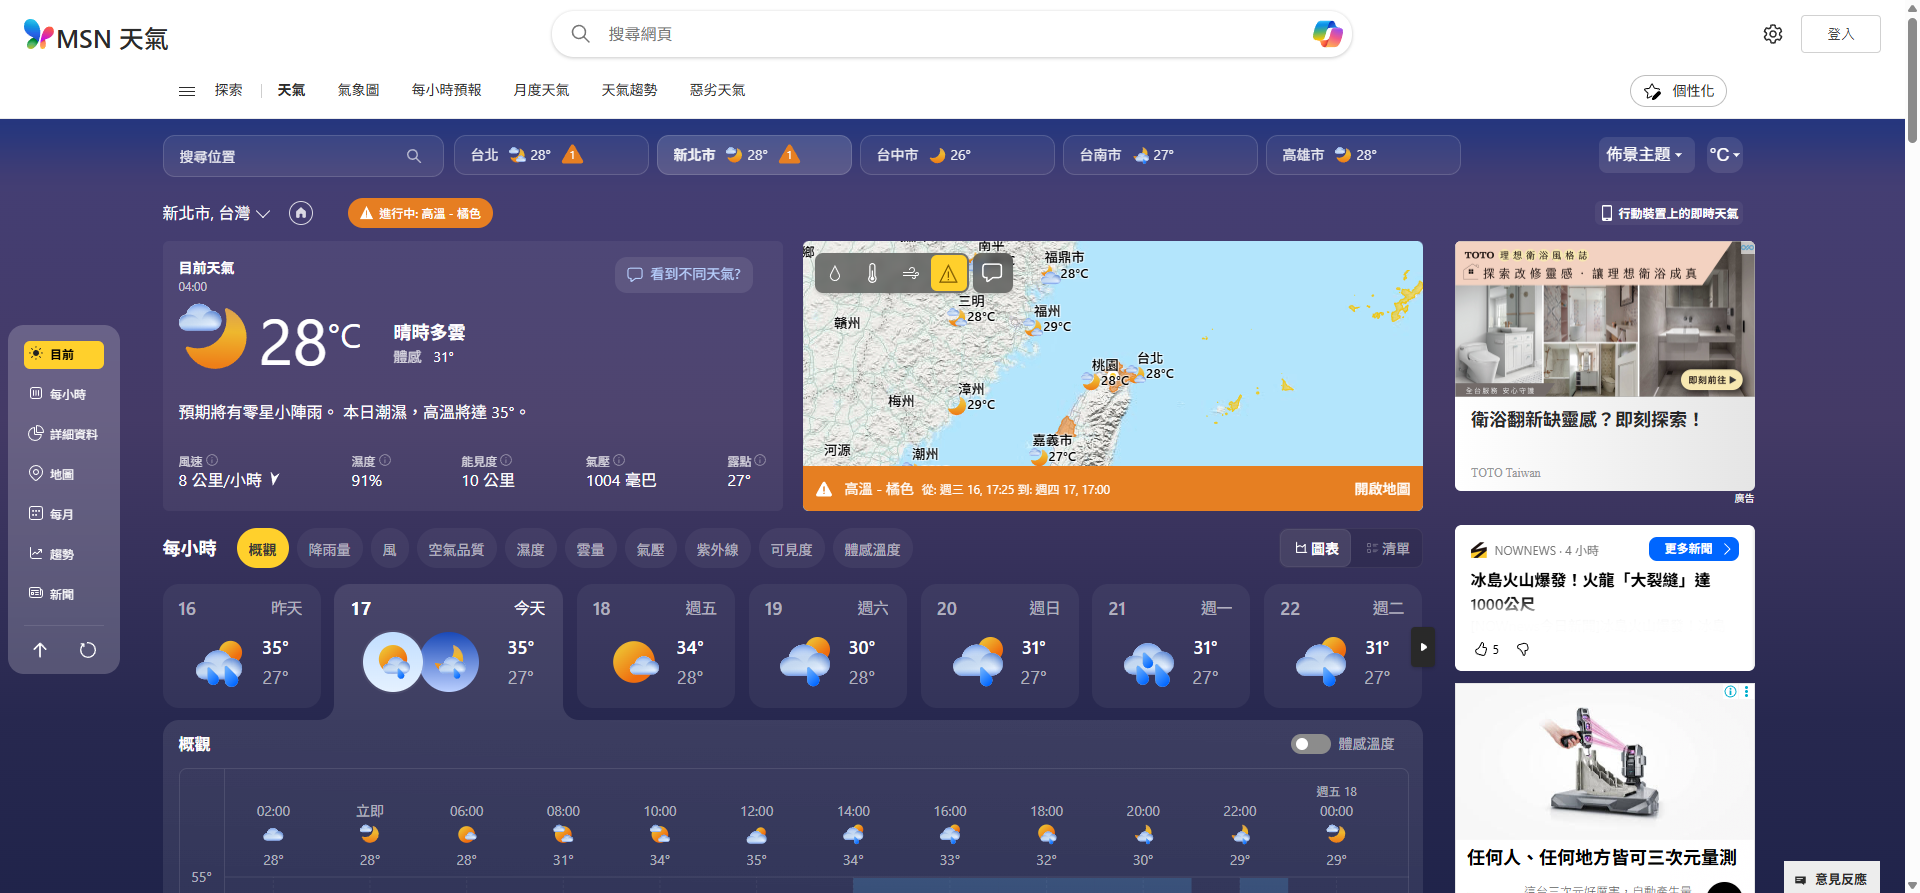 MSN 天氣
搜尋網頁
登入
探索
天氣
氣象圖
每小時預報
月度天氣
天氣趨勢
惡劣天氣
個性化
搜尋位置
台北 28° 1
新北市 28° 1
台中市 26°
台南市 27°
高雄市 28°
佈景主題
°C
新北市, 台灣
進行中: 高溫 - 橘色
行動裝置上的即時天氣
目前
每小時
詳細資料
地圖
每月
趨勢
新聞
目前天氣
04:00
看到不同天氣?
28°C
晴時多雲
體感 31°
預期將有零星小陣雨。 本日潮濕，高溫將達 35°。
風速
8 公里/小時
濕度
91%
能見度
10 公里
氣壓
1004 毫巴
露點
27°
鄉
南平
福鼎市
28°C
三明
28°C
福州
29°C
贛州
桃園
28°C
台北
28°C
漳州
29°C
梅州
嘉義市
27°C
河源
潮州
高溫 - 橘色 從: 週三 16, 17:25 到: 週四 17, 17:00
開啟地圖
TOTO 理想衛浴風格誌
探索改修靈感．讓理想衛浴成真
全台服務 安心守護
即刻前往
衛浴翻新缺靈感？即刻探索！
TOTO Taiwan
廣告
每小時
概觀
降雨量
風
空氣品質
濕度
雲量
氣壓
紫外線
可見度
體感溫度
圖表
清單
16 昨天
35°
27°
17 今天
35°
27°
18 週五
34°
28°
19 週六
30°
28°
20 週日
31°
27°
21 週一
31°
27°
22 週二
31°
27°
NOWNEWS · 4 小時
更多新聞
冰島火山爆發！火龍「大裂縫」達
1000公尺
5
概觀
體感溫度
週五 18
02:00
立即
06:00
08:00
10:00
12:00
14:00
16:00
18:00
20:00
22:00
00:00
28°
28°
28°
31°
34°
35°
34°
33°
32°
30°
29°
29°
55°
任何人、任何地方皆可三次元量測
意見反應